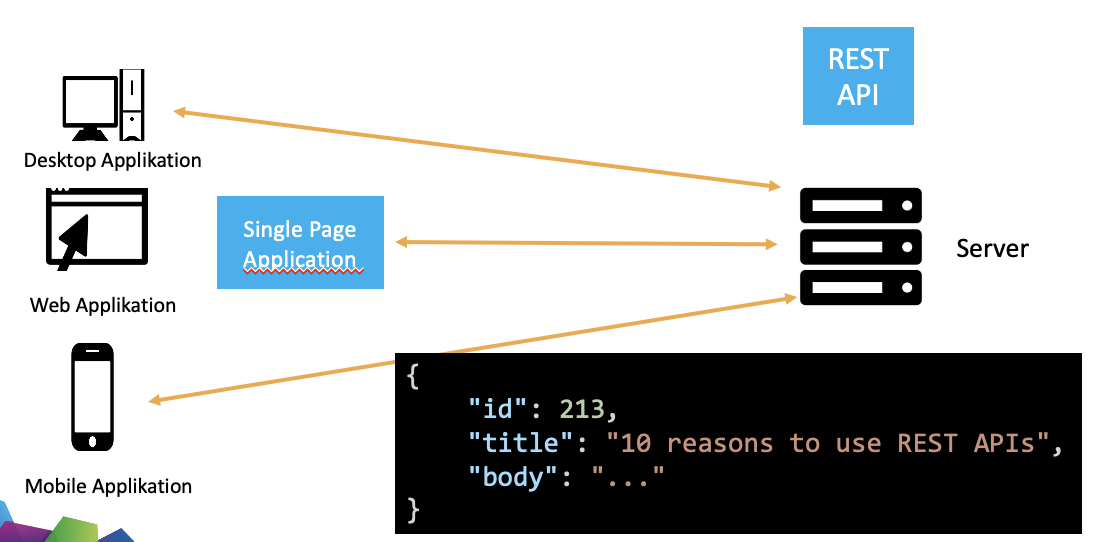 REST
API
Desktop Applikation
Single Page
Application
Server
Web Applikation
{
"id": 213,
"title": "10 reasons to use REST APIs",
"body": "..."
}
Mobile Applikation